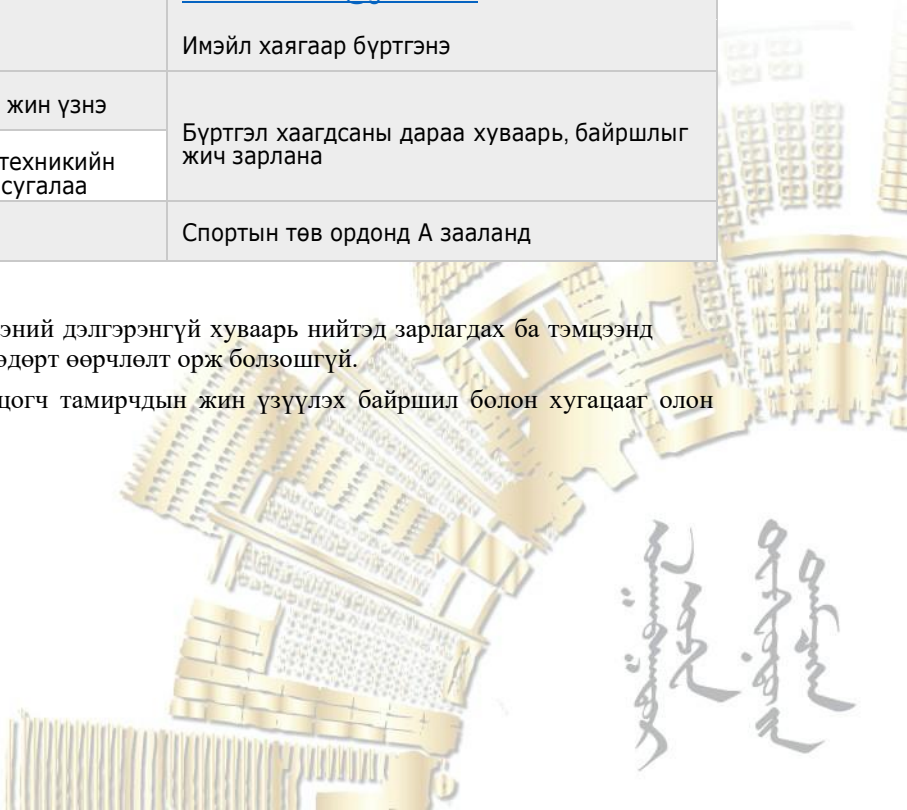 Имэйл хаягаар бүртгэнэ
жин үзнэ
Бүртгэл хаагдсаны дараа хуваарь, байршлыг
жич зарлана
техникийн
сугалаа
Спортын төв ордонд А зааланд
эний дэлгэрэнгүй хуваарь нийтэд зарлагдах ба тэмцээнд
өдөрт өөрчлөлт орж болзошгүй.
цогч тамирчдын жин үзүүлэх байршил болон хугацааг олон